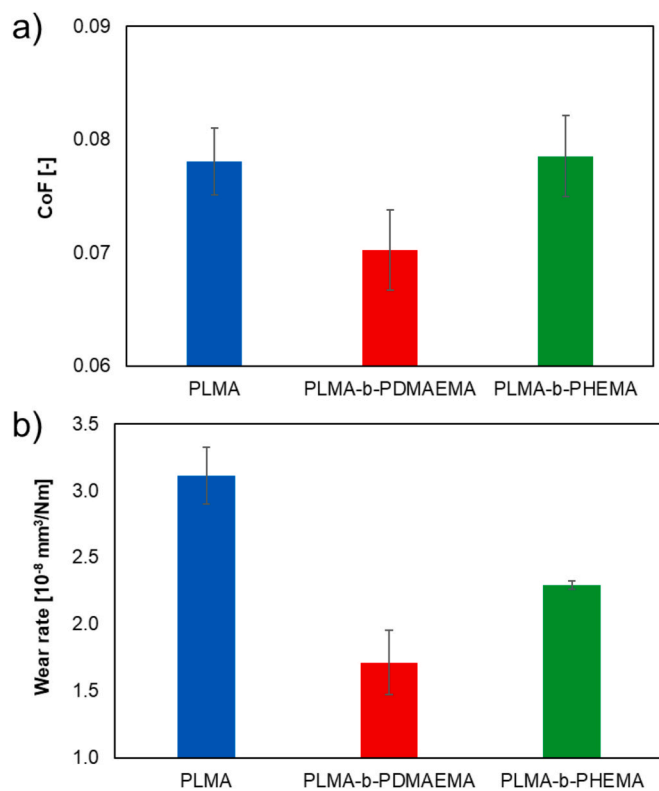 a)
0.09
0.08
0.07
0.06
CoF [-]
PLMA PLMA-b-PDMAEMA PLMA-b-PHEMA
b)
3.5
3.0
2.5
2.0
1.5
1.0
Wear rate [10⁻⁸ mm³/Nm]
PLMA PLMA-b-PDMAEMA PLMA-b-PHEMA